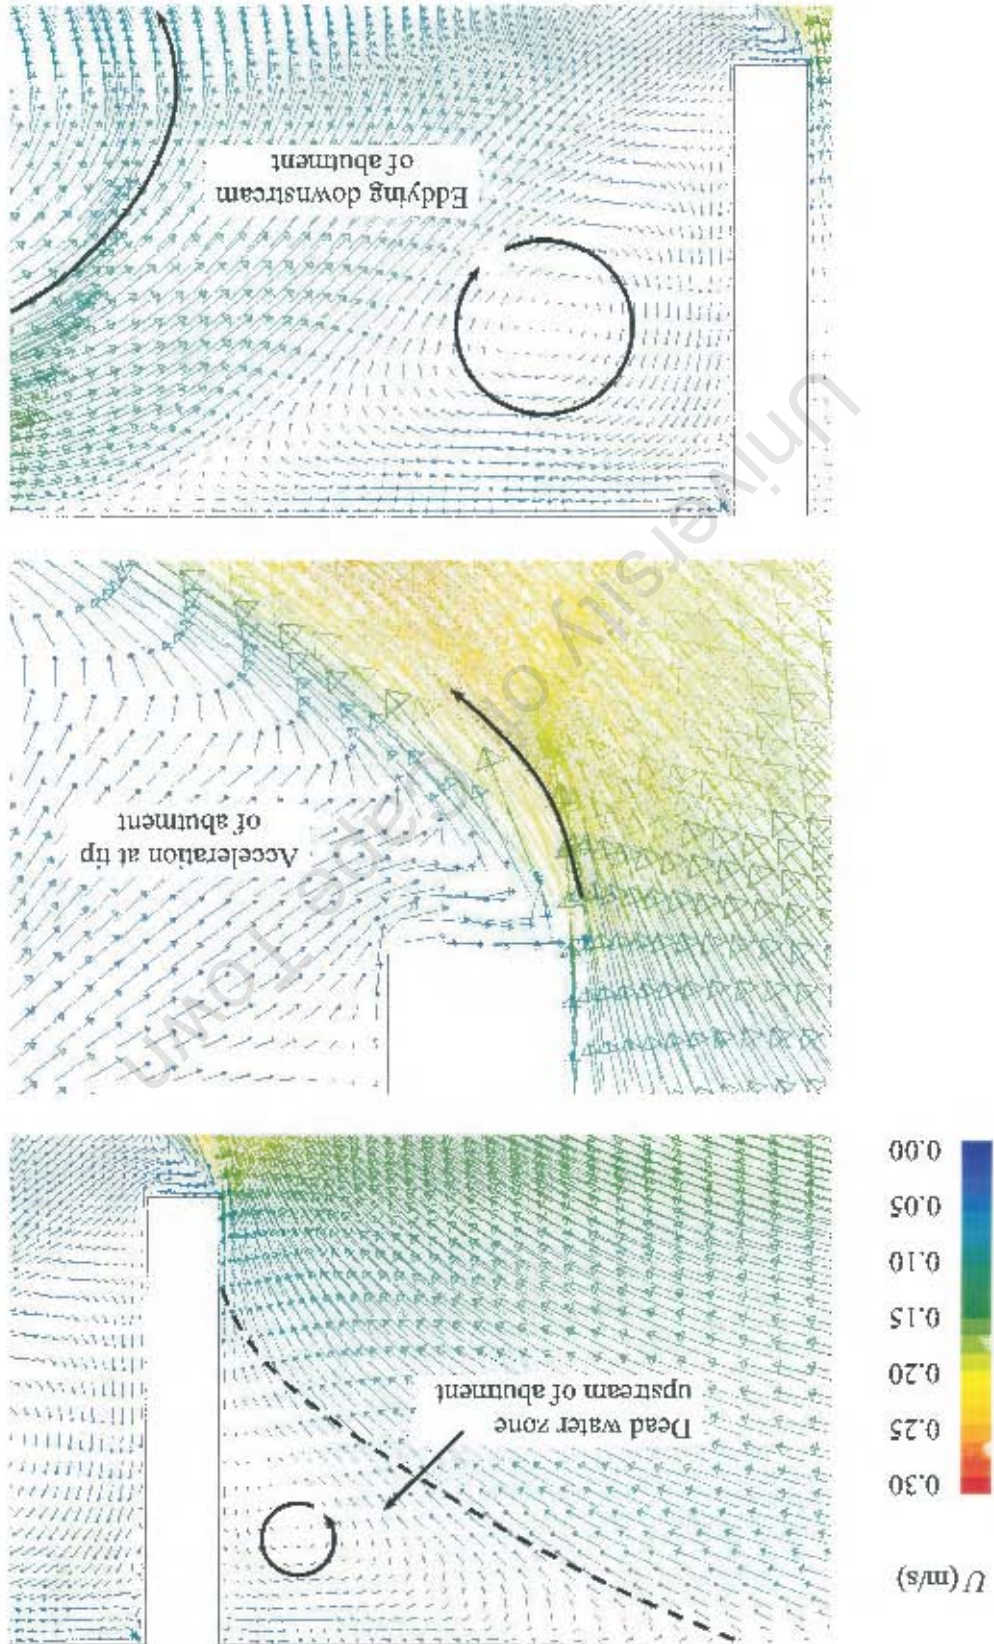 U (m/s)
0.30
0.25
0.20
0.15
0.10
0.05
0.00
Dead water zone
upstream of abutment
Acceleration at tip
of abutment
Eddying downstream
of abutment
University of Cape Town